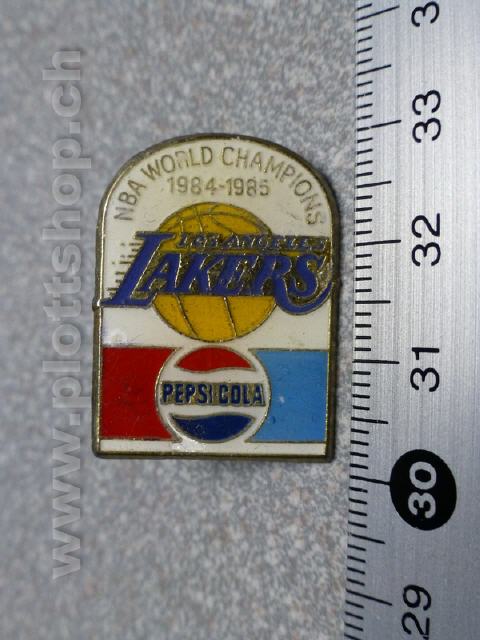 www.plottshop.ch
NBA WORLD CHAMPIONS
1984-1985
LOS ANGELES
LAKERS
PEPSI COLA
33
32
31
30
29